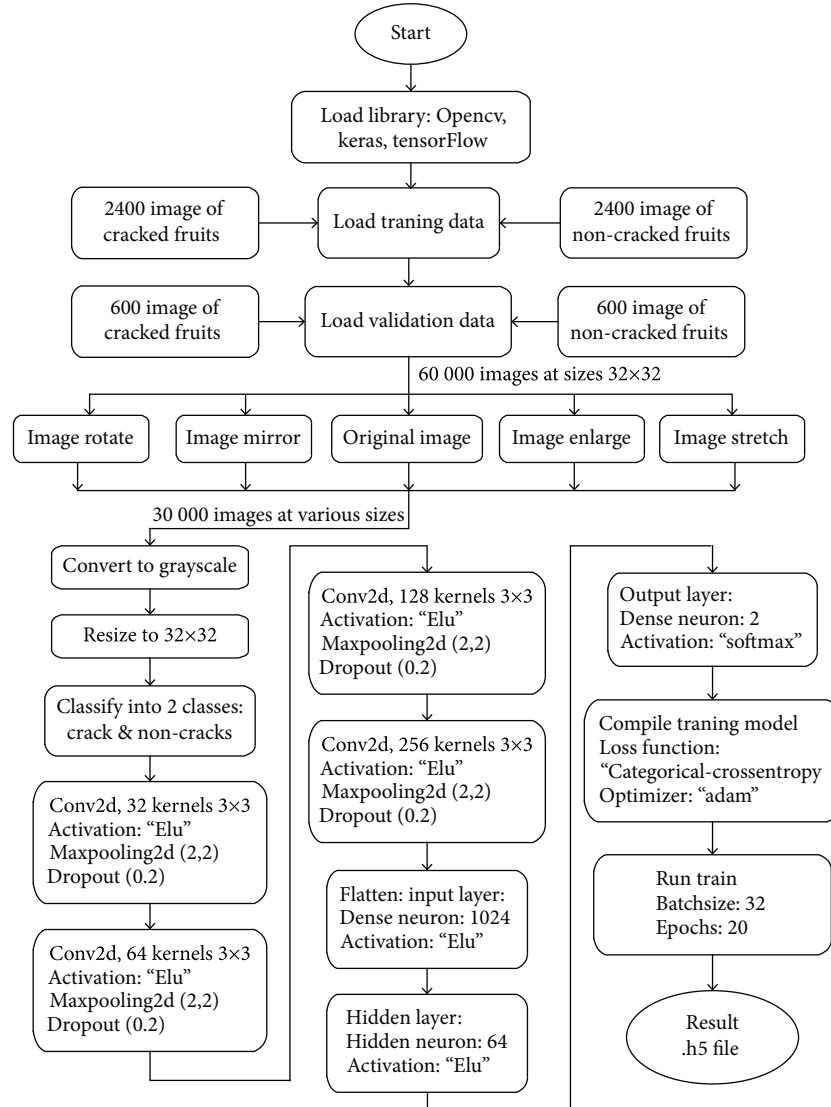 Start
Load library: Opencv,
keras, tensorFlow
2400 image of
cracked fruits
Load traning data
2400 image of
non-cracked fruits
600 image of
cracked fruits
Load validation data
600 image of
non-cracked fruits
60 000 images at sizes 32×32
Image rotate
Image mirror
Original image
Image enlarge
Image stretch
30 000 images at various sizes
Convert to grayscale
Resize to 32×32
Classify into 2 classes:
crack & non-cracks
Conv2d, 32 kernels 3×3
Activation: “Elu”
Maxpooling2d (2,2)
Dropout (0.2)
Conv2d, 64 kernels 3×3
Activation: “Elu”
Maxpooling2d (2,2)
Dropout (0.2)
Conv2d, 128 kernels 3×3
Activation: “Elu”
Maxpooling2d (2,2)
Dropout (0.2)
Conv2d, 256 kernels 3×3
Activation: “Elu”
Maxpooling2d (2,2)
Dropout (0.2)
Flatten: input layer:
Dense neuron: 1024
Activation: “Elu”
Hidden layer:
Hidden neuron: 64
Activation: “Elu”
Output layer:
Dense neuron: 2
Activation: “softmax”
Compile traning model
Loss function:
“Categorical-crossentropy
Optimizer: “adam”
Run train
Batchsize: 32
Epochs: 20
Result
.h5 file